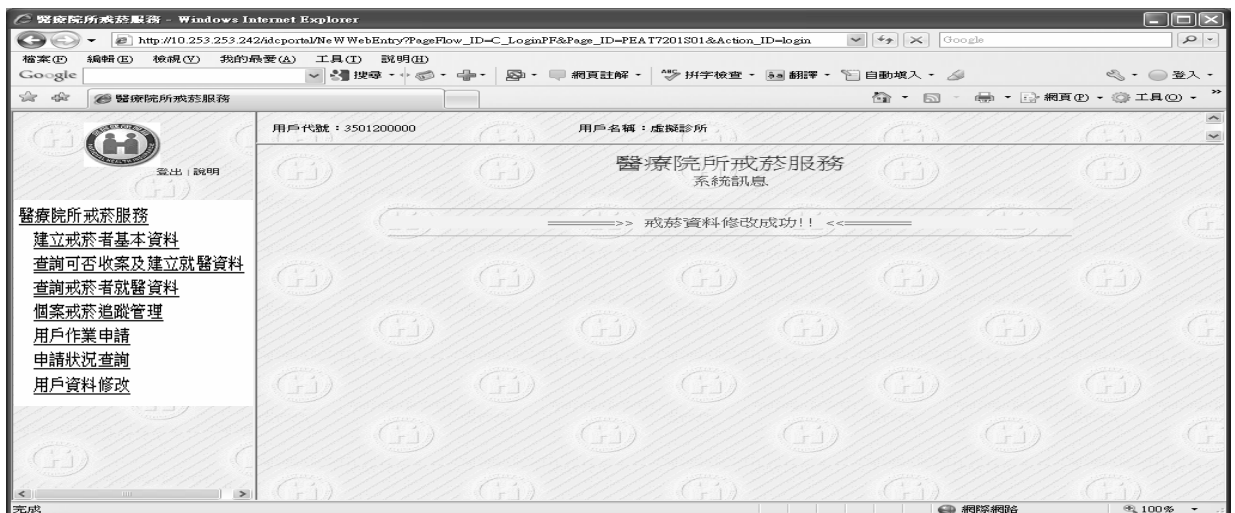 醫療院所戒菸服務 - Windows Internet Explorer
http://10.253.253.242/idcportal/NeWWebEntry?PageFlow_ID=C_LoginPF&Page_ID=PEAT7201S01&Action_ID=login
Google
檔案(F) 編輯(E) 檢視(V) 我的最愛(A) 工具(T) 說明(H)
Google 搜尋 網頁註解 拼字檢查 翻譯 自動填入 登入
醫療院所戒菸服務 網頁(P) 工具(O) »
用戶代號：3501200000 用戶名稱：虛擬診所
登出 | 說明
醫療院所戒菸服務
系統訊息
═════>> 戒菸資料修改成功!! <<═════
醫療院所戒菸服務
建立戒菸者基本資料
查詢可否收案及建立就醫資料
查詢戒菸者就醫資料
個案戒菸追蹤管理
用戶作業申請
申請狀況查詢
用戶資料修改
完成 網際網路 100%